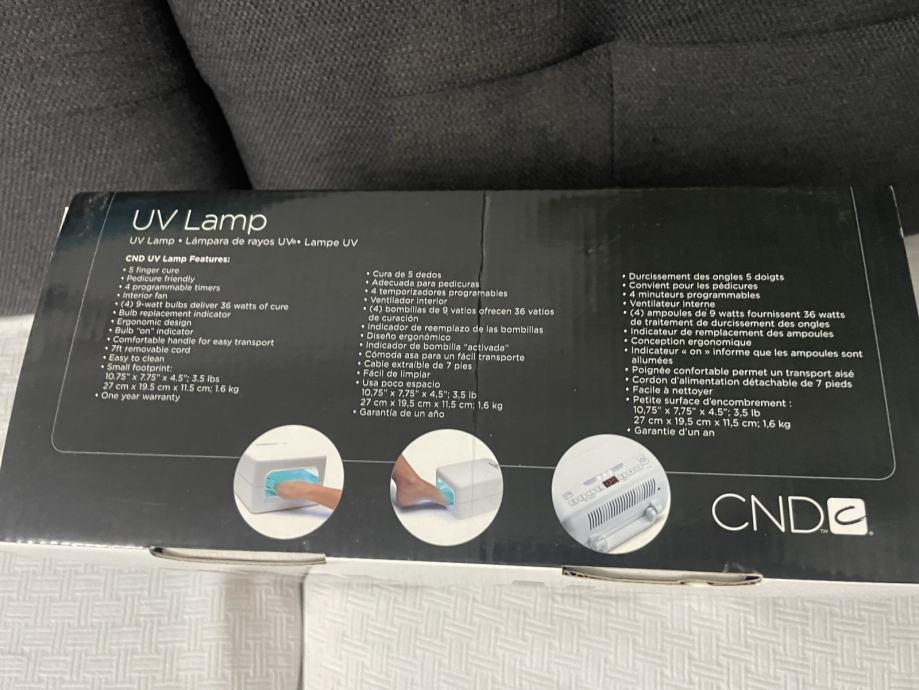 UV Lamp
UV Lamp • Lámpara de rayos UV • Lampe UV
CND UV Lamp Features:
• 5 finger cure
• Pedicure friendly
• 4 programmable timers
• Interior fan
• (4) 9-watt bulbs deliver 36 watts of cure
• Bulb replacement indicator
• Ergonomic design
• Bulb "on" indicator
• Comfortable handle for easy transport
• 7ft removable cord
• Easy to clean
• Small footprint:
10.75" x 7.75" x 4.5"; 3.5 lbs
27 cm x 19.5 cm x 11.5 cm; 1.6 kg
• One year warranty
• Cura de 5 dedos
• Adecuada para pedicuras
• 4 temporizadores programables
• Ventilador interior
• (4) bombillas de 9 vatios ofrecen 36 vatios
de curación
• Indicador de reemplazo de las bombillas
• Diseño ergonómico
• Indicador de bombilla "activada"
• Cómoda asa para un fácil transporte
• Cable extraíble de 7 pies
• Fácil de limpiar
• Usa poco espacio
10,75" x 7,75" x 4,5"; 3,5 lb
27 cm x 19,5 cm x 11,5 cm; 1,6 kg
• Garantía de un año
• Durcissement des ongles 5 doigts
• Convient pour les pédicures
• 4 minuteurs programmables
• Ventilateur interne
• (4) ampoules de 9 watts fournissent 36 watts
de traitement de durcissement des ongles
• Indicateur de remplacement des ampoules
• Conception ergonomique
• Indicateur « on » informe que les ampoules sont
allumées
• Poignée confortable permet un transport aisé
• Cordon d'alimentation détachable de 7 pieds
• Facile à nettoyer
• Petite surface d'encombrement :
10,75" x 7,75" x 4.5"; 3,5 lb
27 cm x 19,5 cm x 11,5 cm; 1,6 kg
• Garantie d'un an
CND™